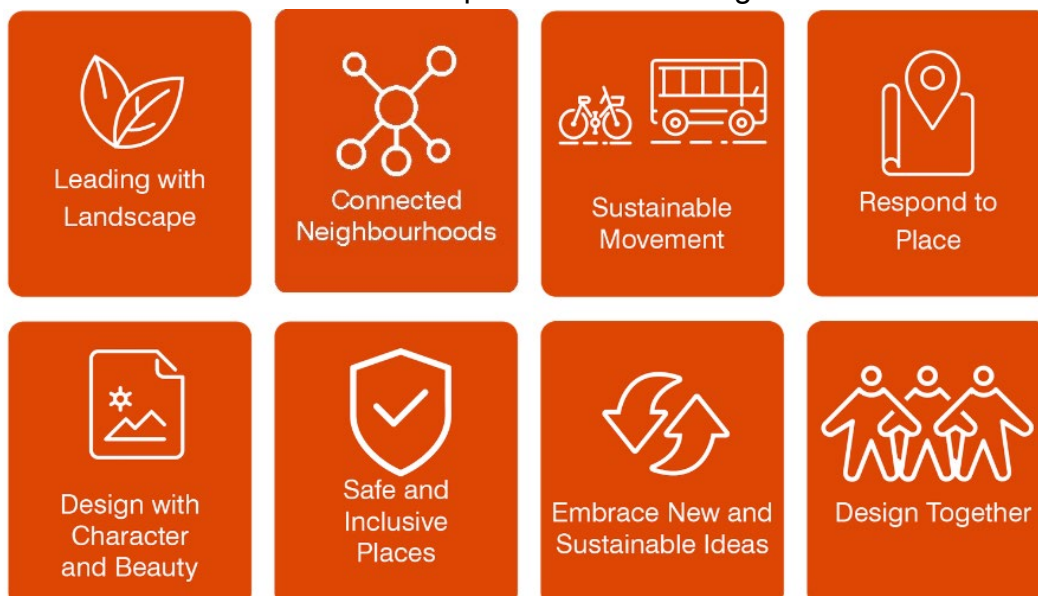 Leading with
Landscape
Connected
Neighbourhoods
Sustainable
Movement
Respond to
Place
Design with
Character
and Beauty
Safe and
Inclusive
Places
Embrace New and
Sustainable Ideas
Design Together